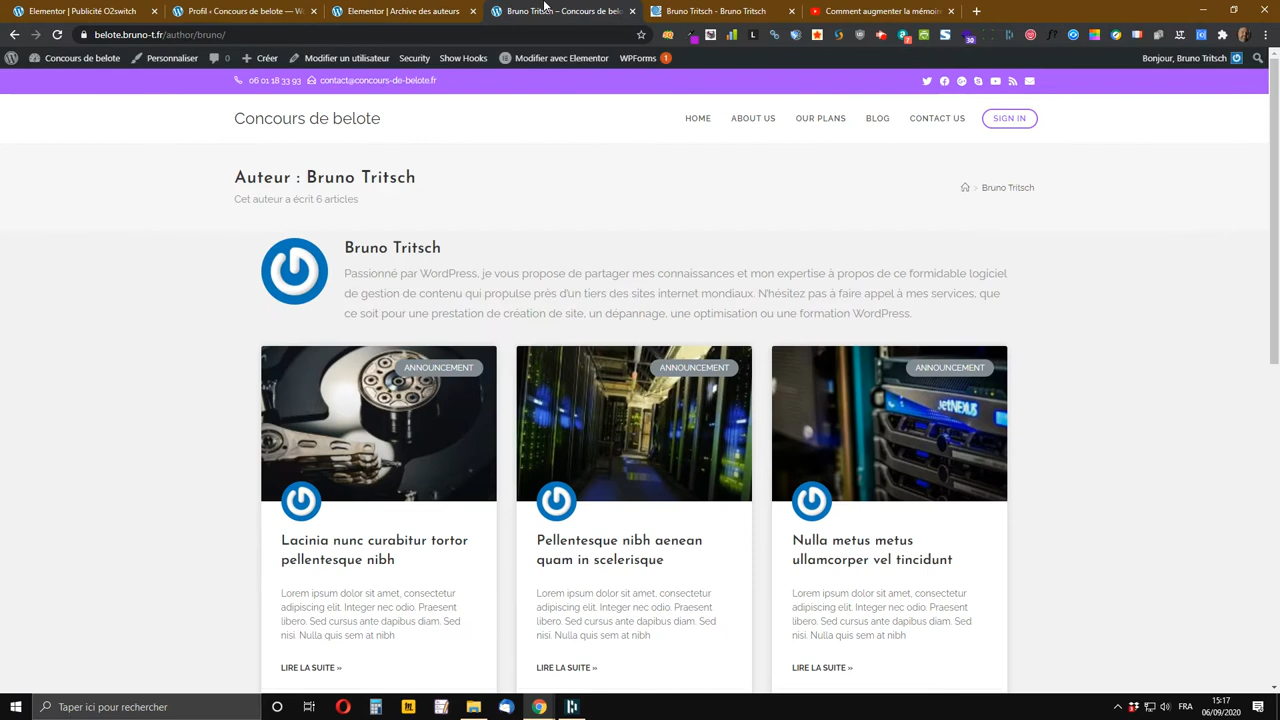 Elementor | Publicité O2switch
Profil ‹ Concours de belote — W
Elementor | Archive des auteurs
Bruno Tritsch – Concours de belo
Bruno Tritsch - Bruno Tritsch
Comment augmenter la mémoi
belote.bruno-t.fr/author/bruno/
Concours de belote
Personnaliser
0
Créer
Modifier un utilisateur
Security
Show Hooks
Modifier avec Elementor
WPForms
1
Bonjour, Bruno Tritsch
06 01 18 33 93
contact@concours-de-belote.fr
Concours de belote
HOME
ABOUT US
OUR PLANS
BLOG
CONTACT US
SIGN IN
Auteur : Bruno Tritsch
Cet auteur a écrit 6 articles
> Bruno Tritsch
Bruno Tritsch
Passionné par WordPress, je vous propose de partager mes connaissances et mon expertise à propos de ce formidable logiciel
de gestion de contenu qui propulse près d'un tiers des sites internet mondiaux. N'hésitez pas à faire appel à mes services, que
ce soit pour une prestation de création de site, un dépannage, une optimisation ou une formation WordPress.
ANNOUNCEMENT
ANNOUNCEMENT
ANNOUNCEMENT
jetNEXUS
Lacinia nunc curabitur tortor
pellentesque nibh
Lorem ipsum dolor sit amet, consectetur
adipiscing elit. Integer nec odio. Praesent
libero. Sed cursus ante dapibus diam. Sed
nisi. Nulla quis sem at nibh
LIRE LA SUITE »
Pellentesque nibh aenean
quam in scelerisque
Lorem ipsum dolor sit amet, consectetur
adipiscing elit. Integer nec odio. Praesent
libero. Sed cursus ante dapibus diam. Sed
nisi. Nulla quis sem at nibh
LIRE LA SUITE »
Nulla metus metus
ullamcorper vel tincidunt
Lorem ipsum dolor sit amet, consectetur
adipiscing elit. Integer nec odio. Praesent
libero. Sed cursus ante dapibus diam. Sed
nisi. Nulla quis sem at nibh
LIRE LA SUITE »
Taper ici pour rechercher
FRA
15:17
06/09/2020